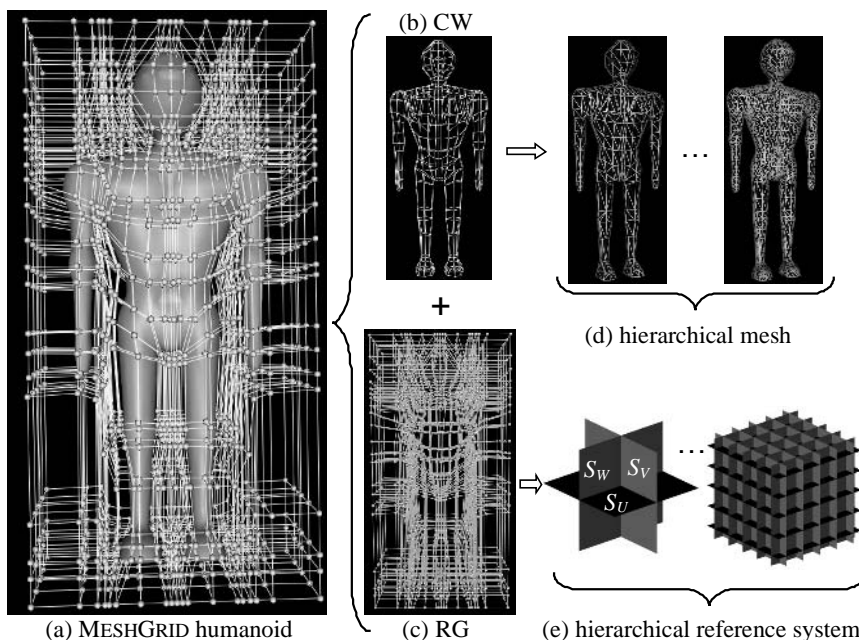 (b) CW
...
+
(d) hierarchical mesh
S_W S_V
S_U
...
(a) MESHGRID humanoid
(c) RG
(e) hierarchical reference system